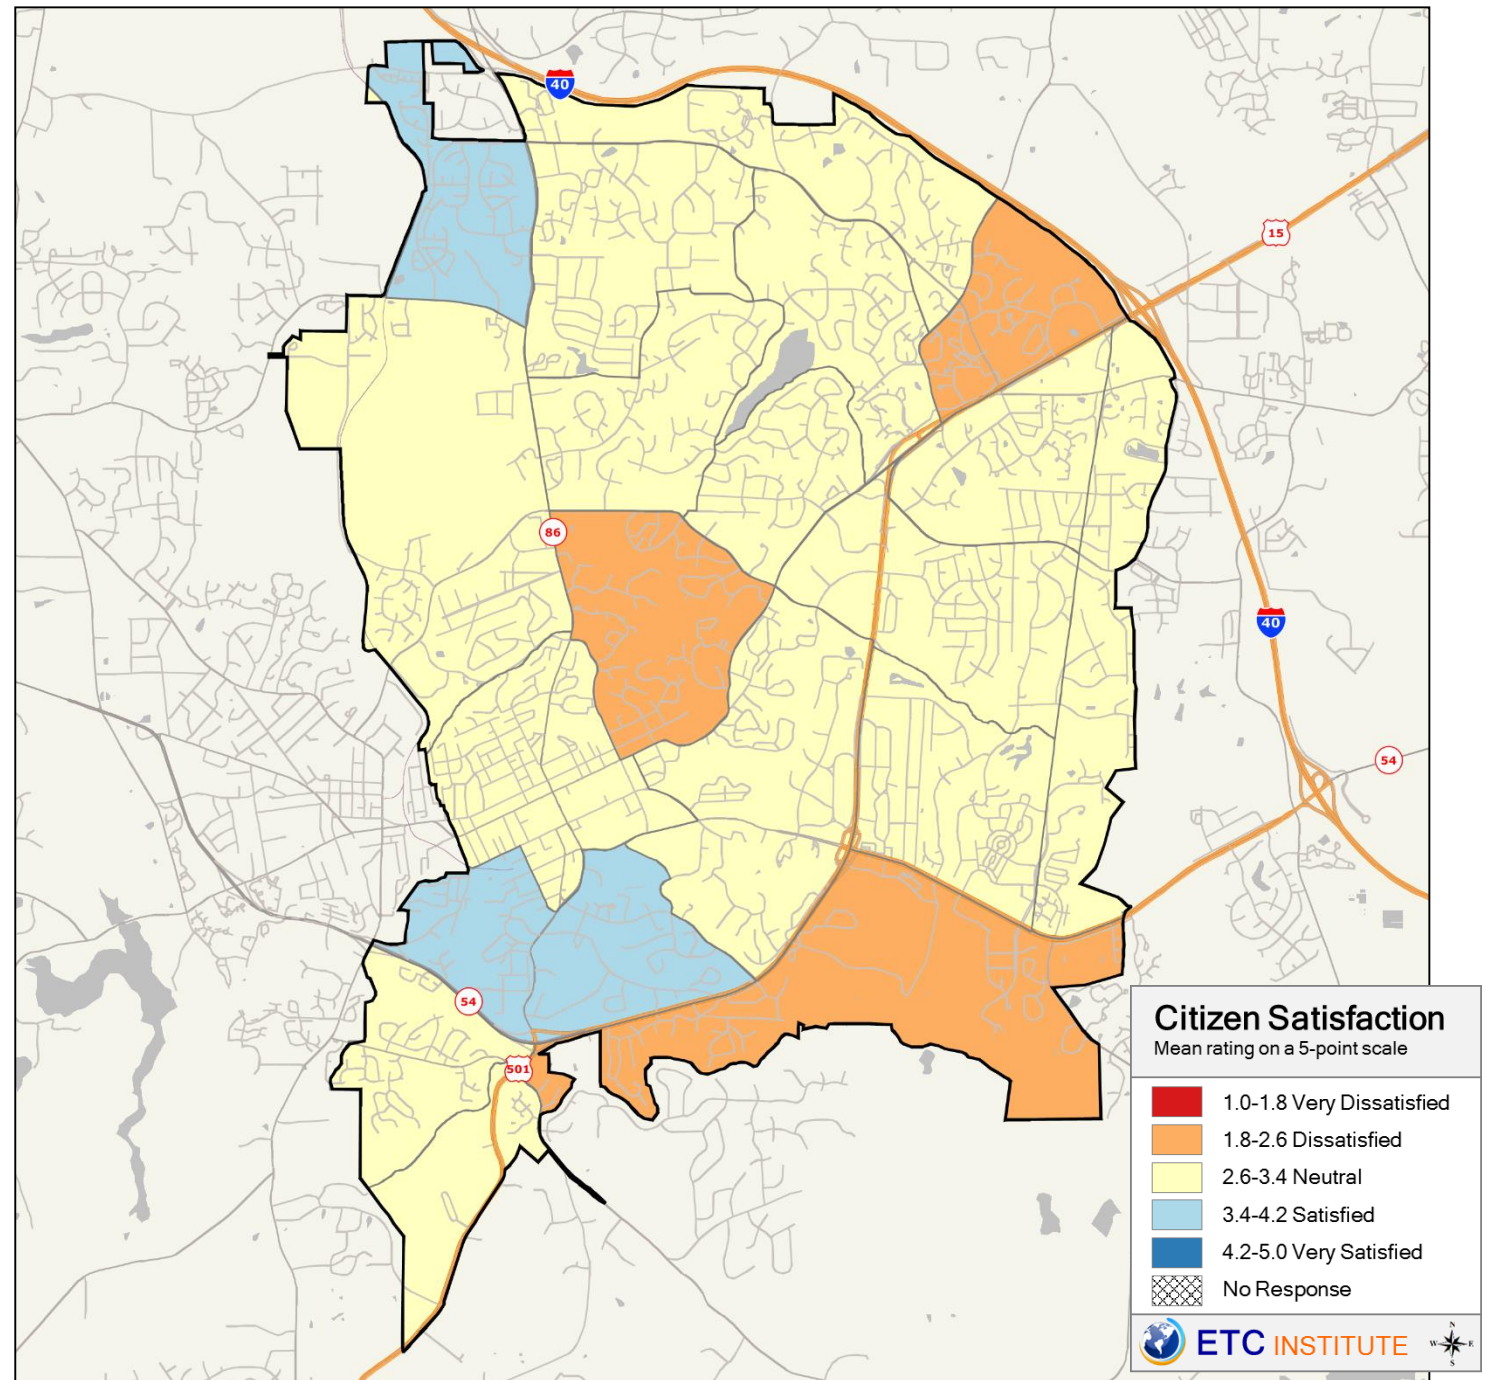 40
15
86
40
54
54
501
Citizen Satisfaction
Mean rating on a 5-point scale
1.0-1.8 Very Dissatisfied
1.8-2.6 Dissatisfied
2.6-3.4 Neutral
3.4-4.2 Satisfied
4.2-5.0 Very Satisfied
No Response
ETC INSTITUTE
N
W E
S